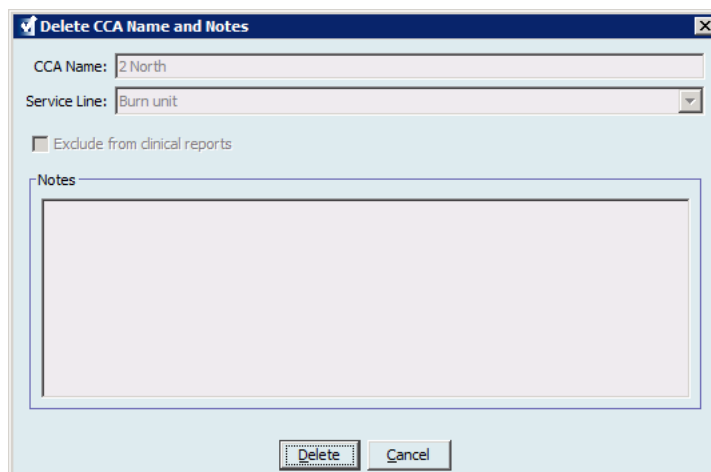 Delete CCA Name and Notes
CCA Name: 2 North
Service Line: Burn unit
Exclude from clinical reports
Notes
Delete Cancel